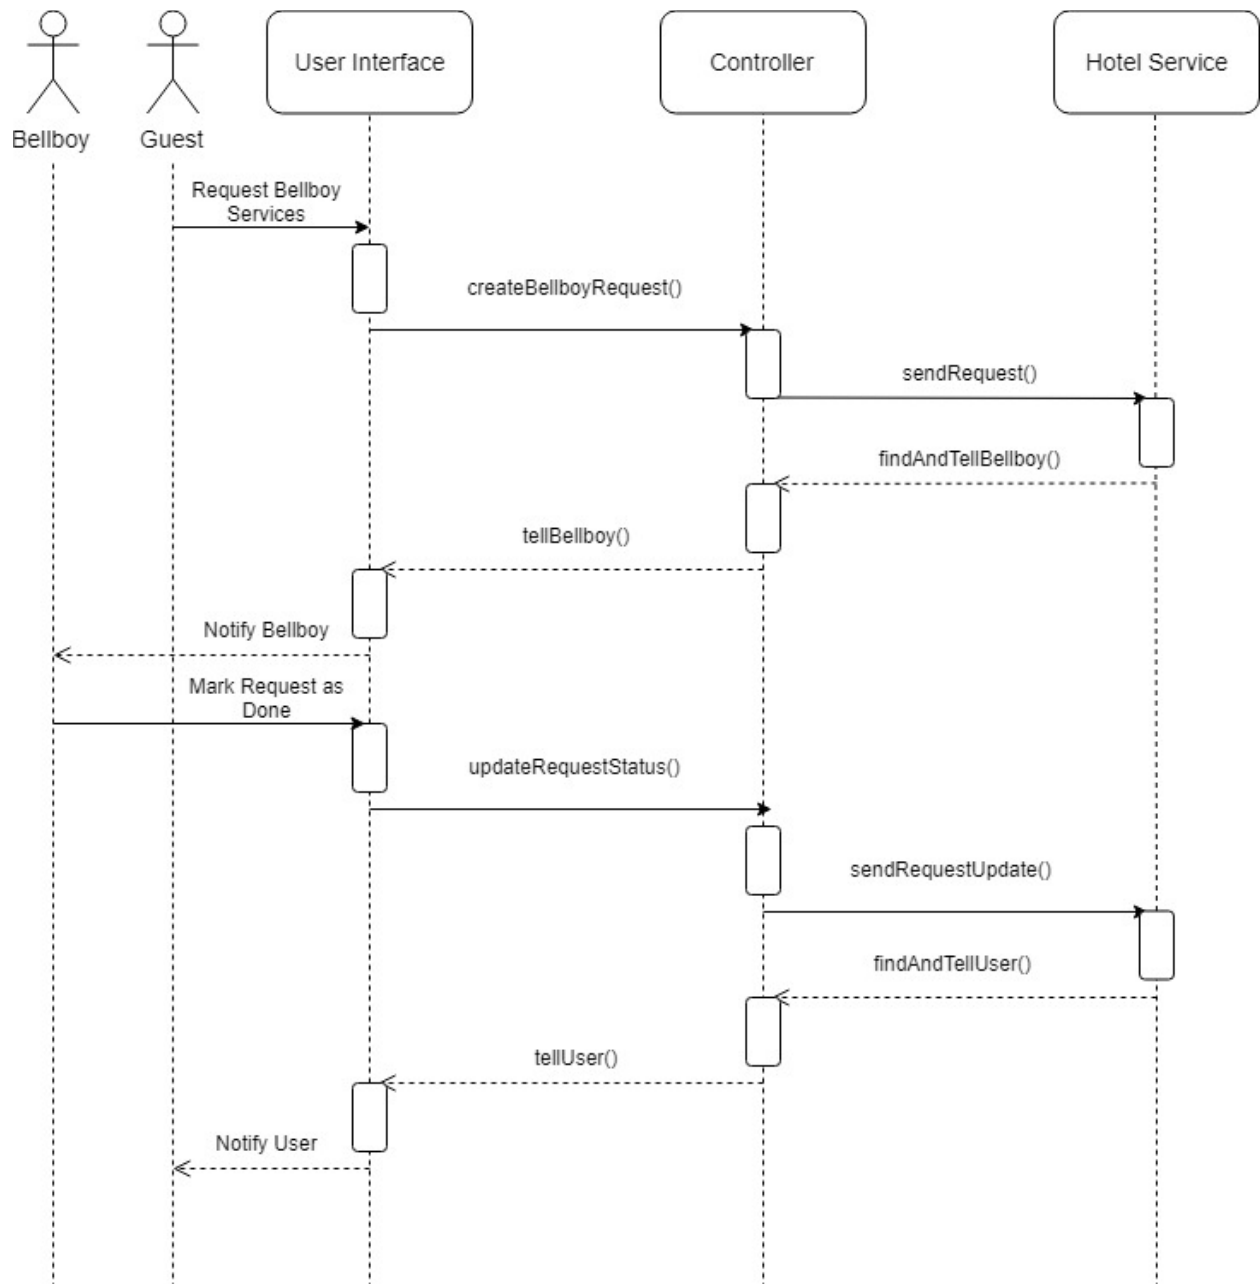 User Interface
Controller
Hotel Service
Bellboy
Guest
Request Bellboy
Services
createBellboyRequest()
sendRequest()
findAndTellBellboy()
tellBellboy()
Notify Bellboy
Mark Request as
Done
updateRequestStatus()
sendRequestUpdate()
findAndTellUser()
tellUser()
Notify User